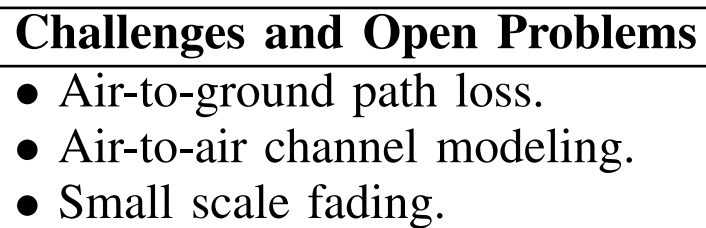 Challenges and Open Problems
• Air-to-ground path loss.
• Air-to-air channel modeling.
• Small scale fading.